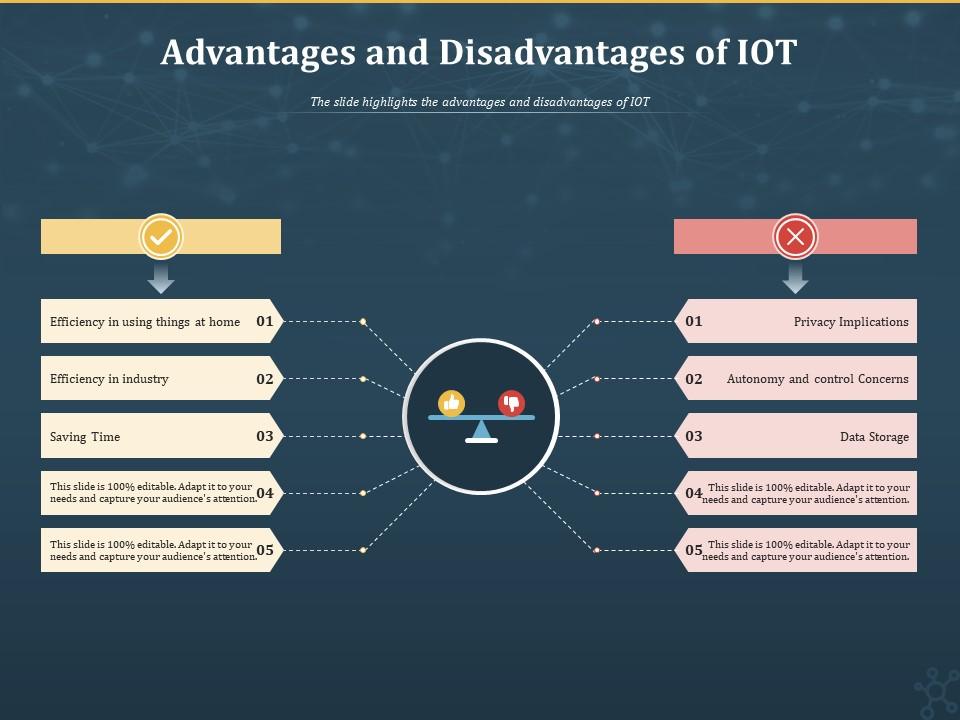 Advantages and Disadvantages of IOT
The slide highlights the advantages and disadvantages of IOT
Efficiency in using things at home 01
Efficiency in industry 02
Saving Time 03
This slide is 100% editable. Adapt it to your
needs and capture your audience's attention. 04
This slide is 100% editable. Adapt it to your
needs and capture your audience's attention. 05
01 Privacy Implications
02 Autonomy and control Concerns
03 Data Storage
04 This slide is 100% editable. Adapt it to your
needs and capture your audience's attention.
05 This slide is 100% editable. Adapt it to your
needs and capture your audience's attention.